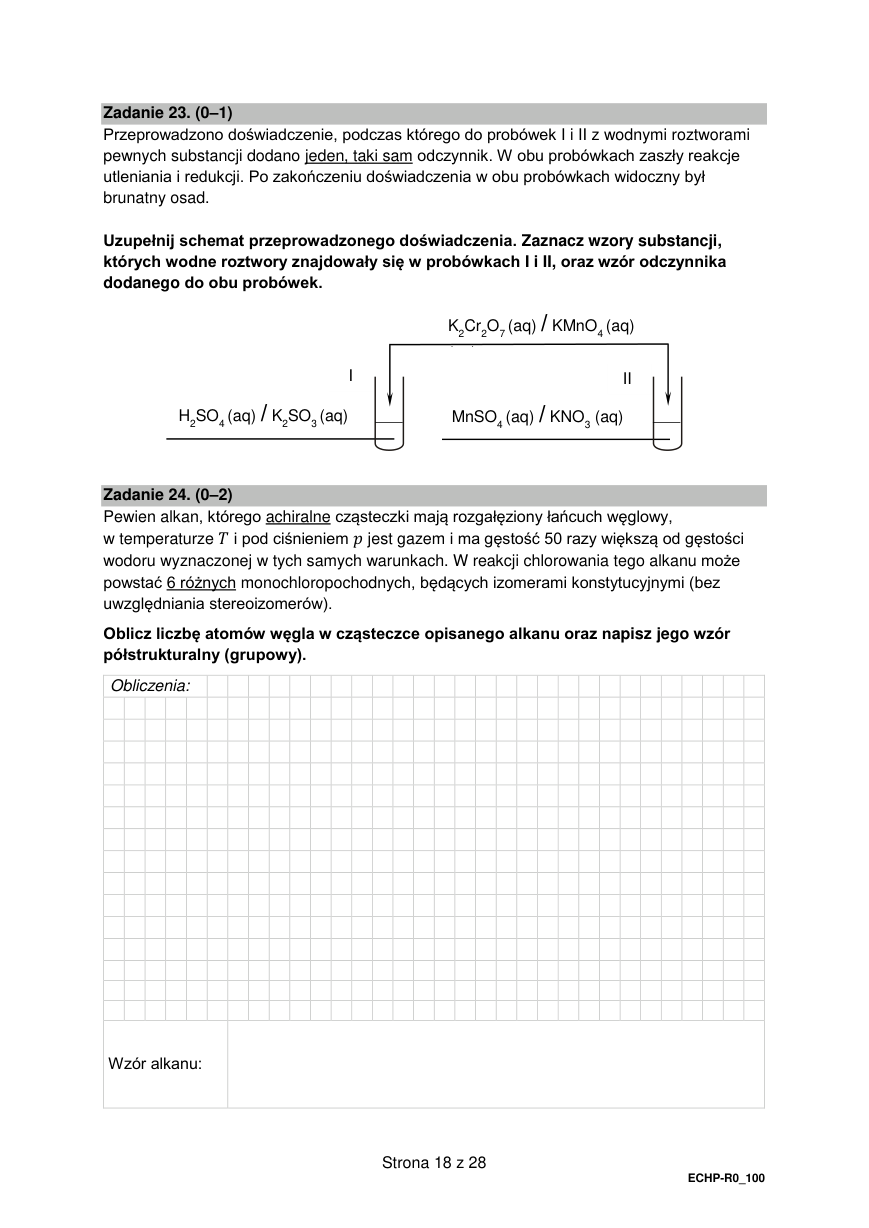 Zadanie 23. (0–1)
Przeprowadzono doświadczenie, podczas którego do probówek I i II z wodnymi roztworami
pewnych substancji dodano jeden, taki sam odczynnik. W obu probówkach zaszły reakcje
utleniania i redukcji. Po zakończeniu doświadczenia w obu probówkach widoczny był
brunatny osad.
Uzupełnij schemat przeprowadzonego doświadczenia. Zaznacz wzory substancji,
których wodne roztwory znajdowały się w probówkach I i II, oraz wzór odczynnika
dodanego do obu probówek.
K₂Cr₂O₇ (aq) / KMnO₄ (aq)
I
II
H₂SO₄ (aq) / K₂SO₃ (aq)
MnSO₄ (aq) / KNO₃ (aq)
Zadanie 24. (0–2)
Pewien alkan, którego achiralne cząsteczki mają rozgałęziony łańcuch węglowy,
w temperaturze T i pod ciśnieniem p jest gazem i ma gęstość 50 razy większą od gęstości
wodoru wyznaczonej w tych samych warunkach. W reakcji chlorowania tego alkanu może
powstać 6 różnych monochloropochodnych, będących izomerami konstytucyjnymi (bez
uwzględniania stereoizomerów).
Oblicz liczbę atomów węgla w cząsteczce opisanego alkanu oraz napisz jego wzór
półstrukturalny (grupowy).
Obliczenia:
Wzór alkanu:
Strona 18 z 28
ECHP-R0_100